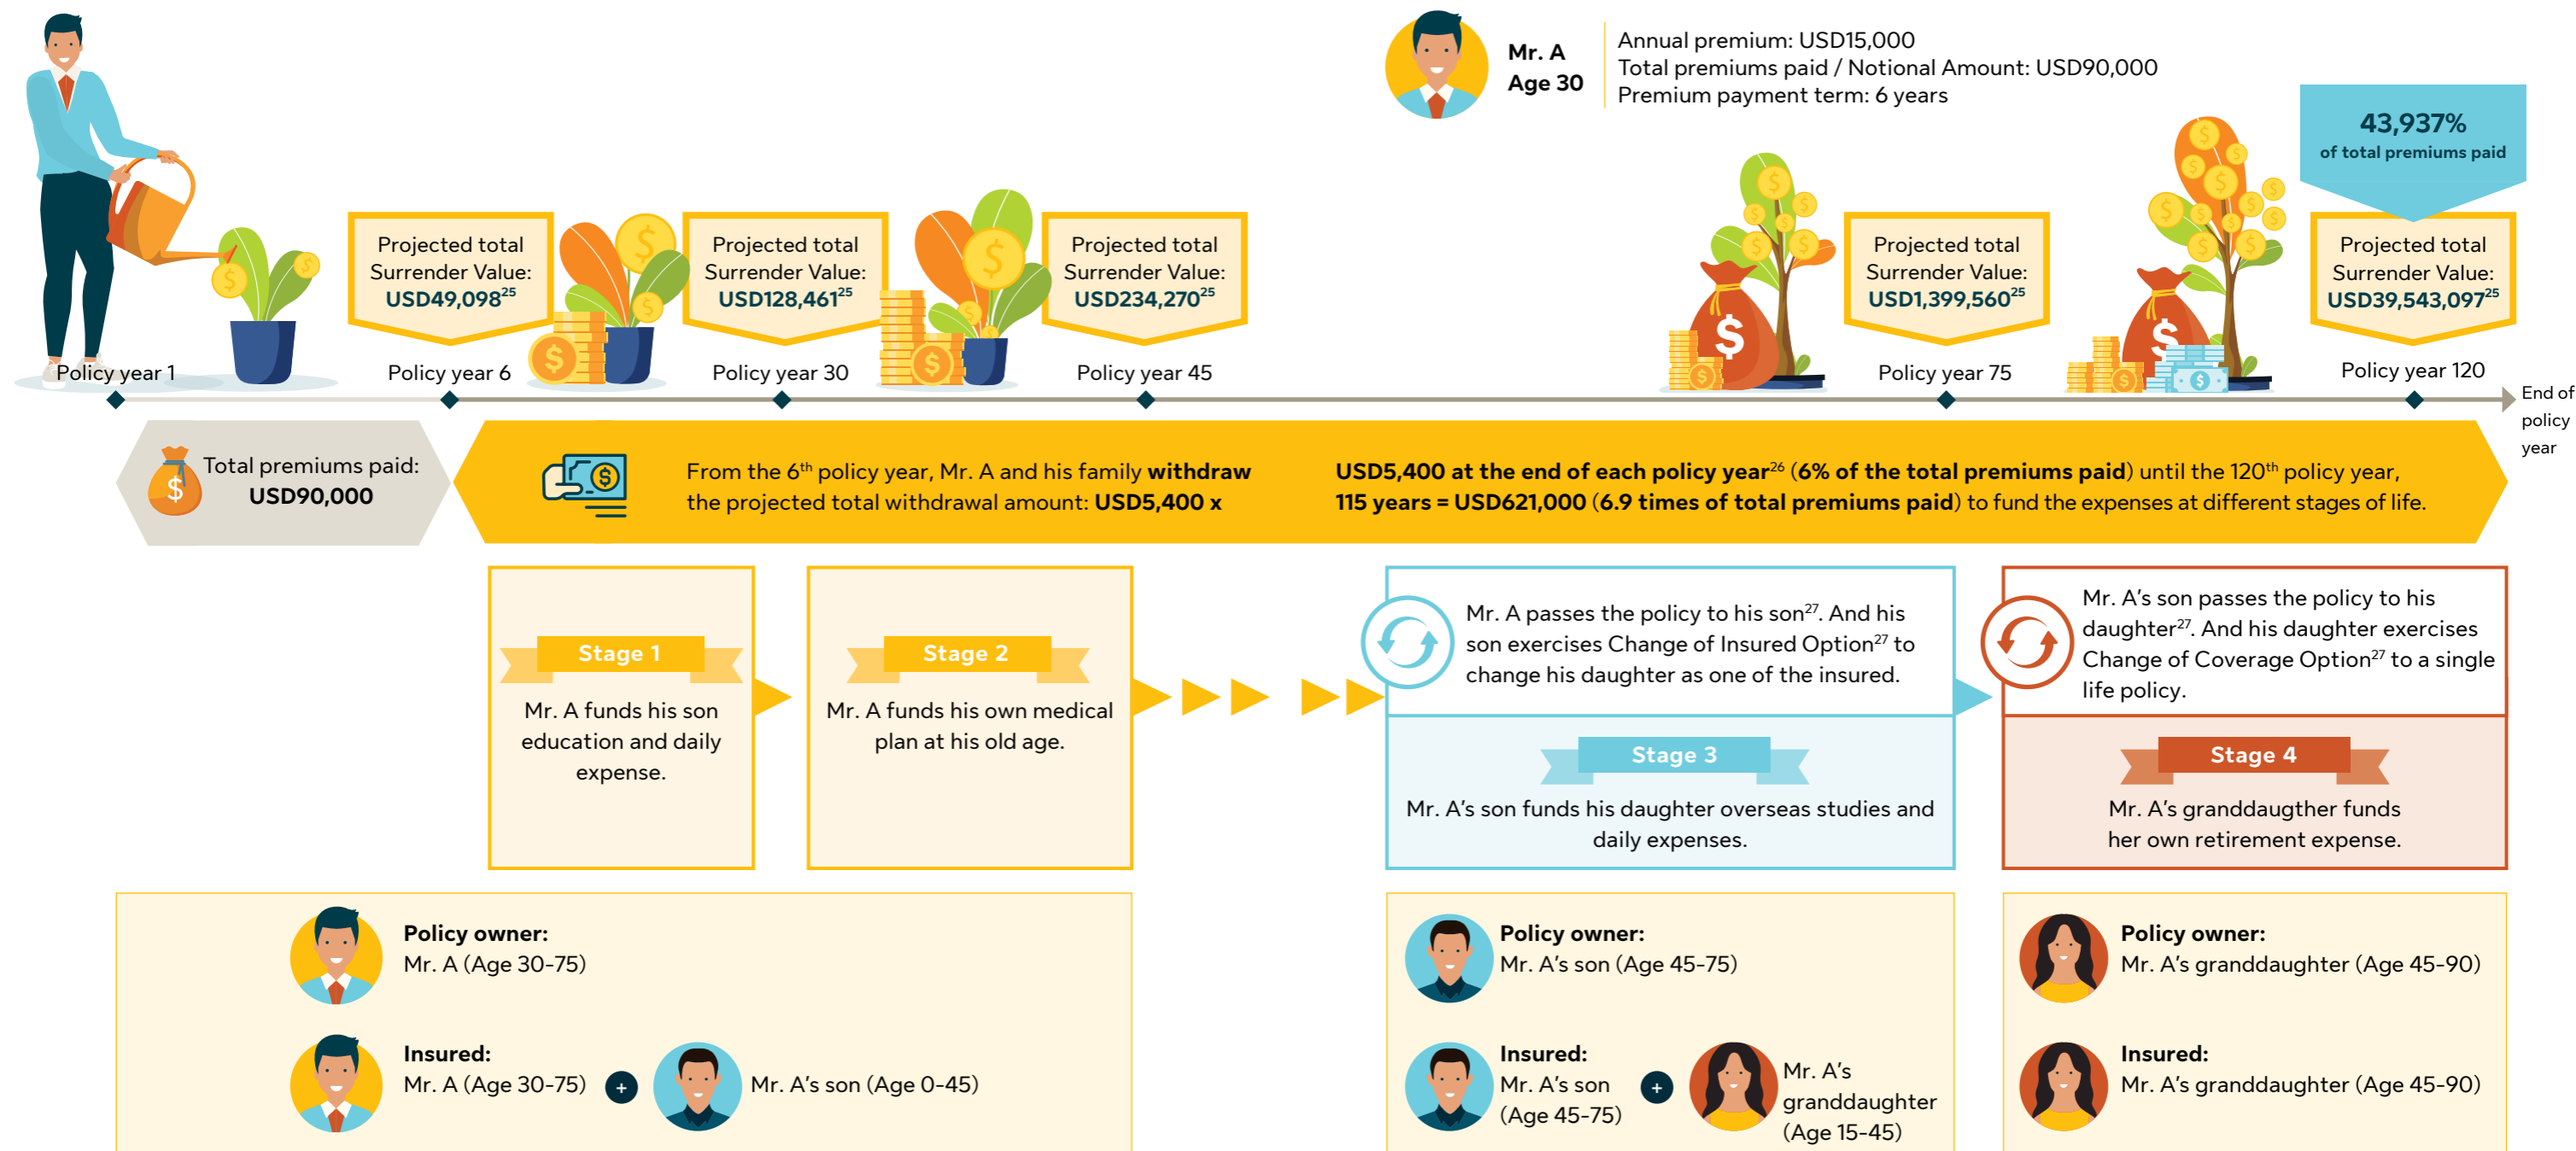 Mr. A
Age 30
Annual premium: USD15,000
Total premiums paid / Notional Amount: USD90,000
Premium payment term: 6 years
43,937%
of total premiums paid
Projected total
Surrender Value:
USD49,098²⁵
Projected total
Surrender Value:
USD128,461²⁵
Projected total
Surrender Value:
USD234,270²⁵
Projected total
Surrender Value:
USD1,399,560²⁵
Projected total
Surrender Value:
USD39,543,097²⁵
Policy year 1
Policy year 6
Policy year 30
Policy year 45
Policy year 75
Policy year 120
End of
policy
year
Total premiums paid:
USD90,000
From the 6th policy year, Mr. A and his family withdraw USD5,400 at the end of each policy year²⁶ (6% of the total premiums paid) until the 120th policy year,
the projected total withdrawal amount: USD5,400 x 115 years = USD621,000 (6.9 times of total premiums paid) to fund the expenses at different stages of life.
Stage 1
Mr. A funds his son
education and daily
expense.
Stage 2
Mr. A funds his own medical
plan at his old age.
Mr. A passes the policy to his son²⁷. And his
son exercises Change of Insured Option²⁷ to
change his daughter as one of the insured.
Stage 3
Mr. A's son funds his daughter overseas studies and
daily expenses.
Mr. A's son passes the policy to his
daughter²⁷. And his daughter exercises
Change of Coverage Option²⁷ to a single
life policy.
Stage 4
Mr. A's granddaugther funds
her own retirement expense.
Policy owner:
Mr. A (Age 30-75)
Insured:
Mr. A (Age 30-75) + Mr. A's son (Age 0-45)
Policy owner:
Mr. A's son (Age 45-75)
Insured:
Mr. A's son
(Age 45-75)
+
Mr. A's
granddaughter
(Age 15-45)
Policy owner:
Mr. A's granddaughter (Age 45-90)
Insured:
Mr. A's granddaughter (Age 45-90)